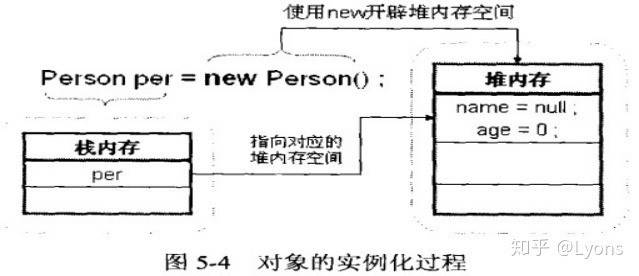 使用new开辟堆内存空间
Person per = new Person();
堆内存
name = null ;
age = 0 ;
栈内存
per
指向对应的
堆内存空间
图 5-4 对象的实例化过程
知乎 @Lyons